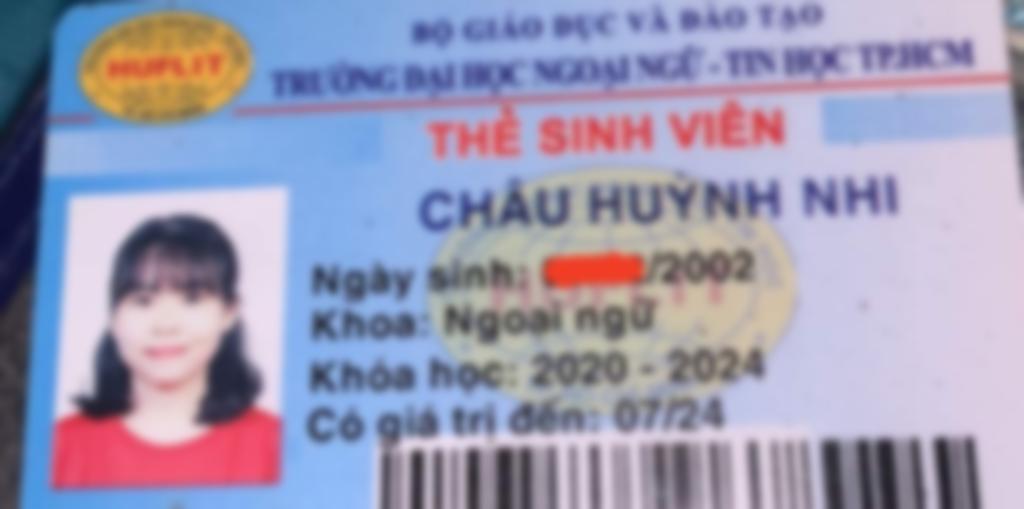 HUFLIT
BỘ GIÁO DỤC VÀ ĐÀO TẠO
TRƯỜNG ĐẠI HỌC NGOẠI NGỮ - TIN HỌC TP.HCM
THẺ SINH VIÊN
CHÂU HUỲNH NHI
Ngày sinh: /2002
Khoa: Ngoại ngữ
Khóa học: 2020 - 2024
Có giá trị đến: 07/24